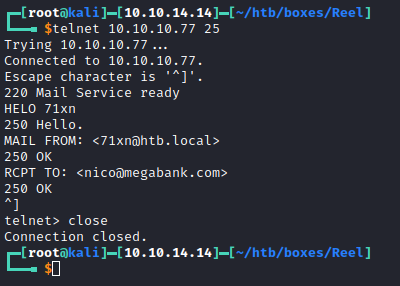 ┌─[root@kali]─[10.10.14.14]─[~/htb/boxes/Reel]
└──╼ $telnet 10.10.10.77 25
Trying 10.10.10.77...
Connected to 10.10.10.77.
Escape character is '^]'.
220 Mail Service ready
HELO 71xn
250 Hello.
MAIL FROM: <71xn@htb.local>
250 OK
RCPT TO: <nico@megabank.com>
250 OK
^]
telnet> close
Connection closed.
┌─[root@kali]─[10.10.14.14]─[~/htb/boxes/Reel]
└──╼ $